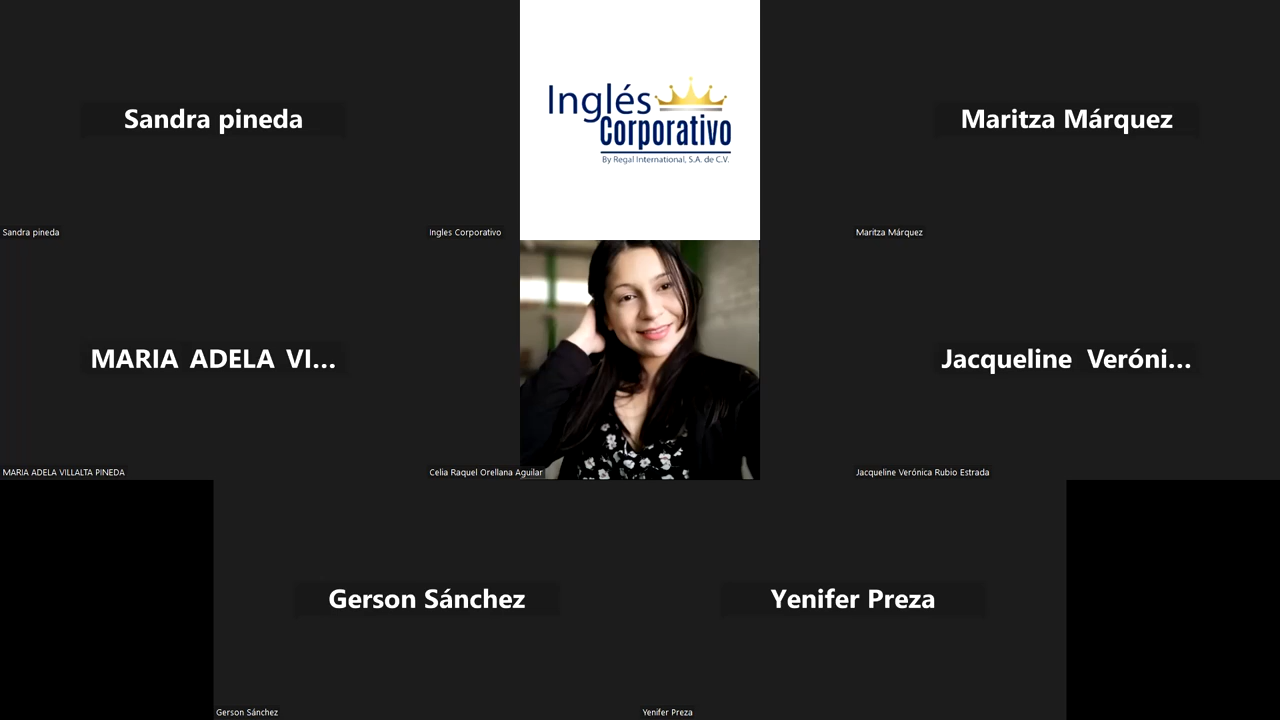 Sandra pineda
Sandra pineda
Inglés
Corporativo
By Regal International, S.A. de C.V.
Ingles Corporativo
Maritza Márquez
Maritza Márquez
MARIA ADELA VI...
MARIA ADELA VILLALTA PINEDA
Celia Raquel Orellana Aguilar
Jacqueline Veróni...
Jacqueline Verónica Rubio Estrada
Gerson Sánchez
Gerson Sánchez
Yenifer Preza
Yenifer Preza